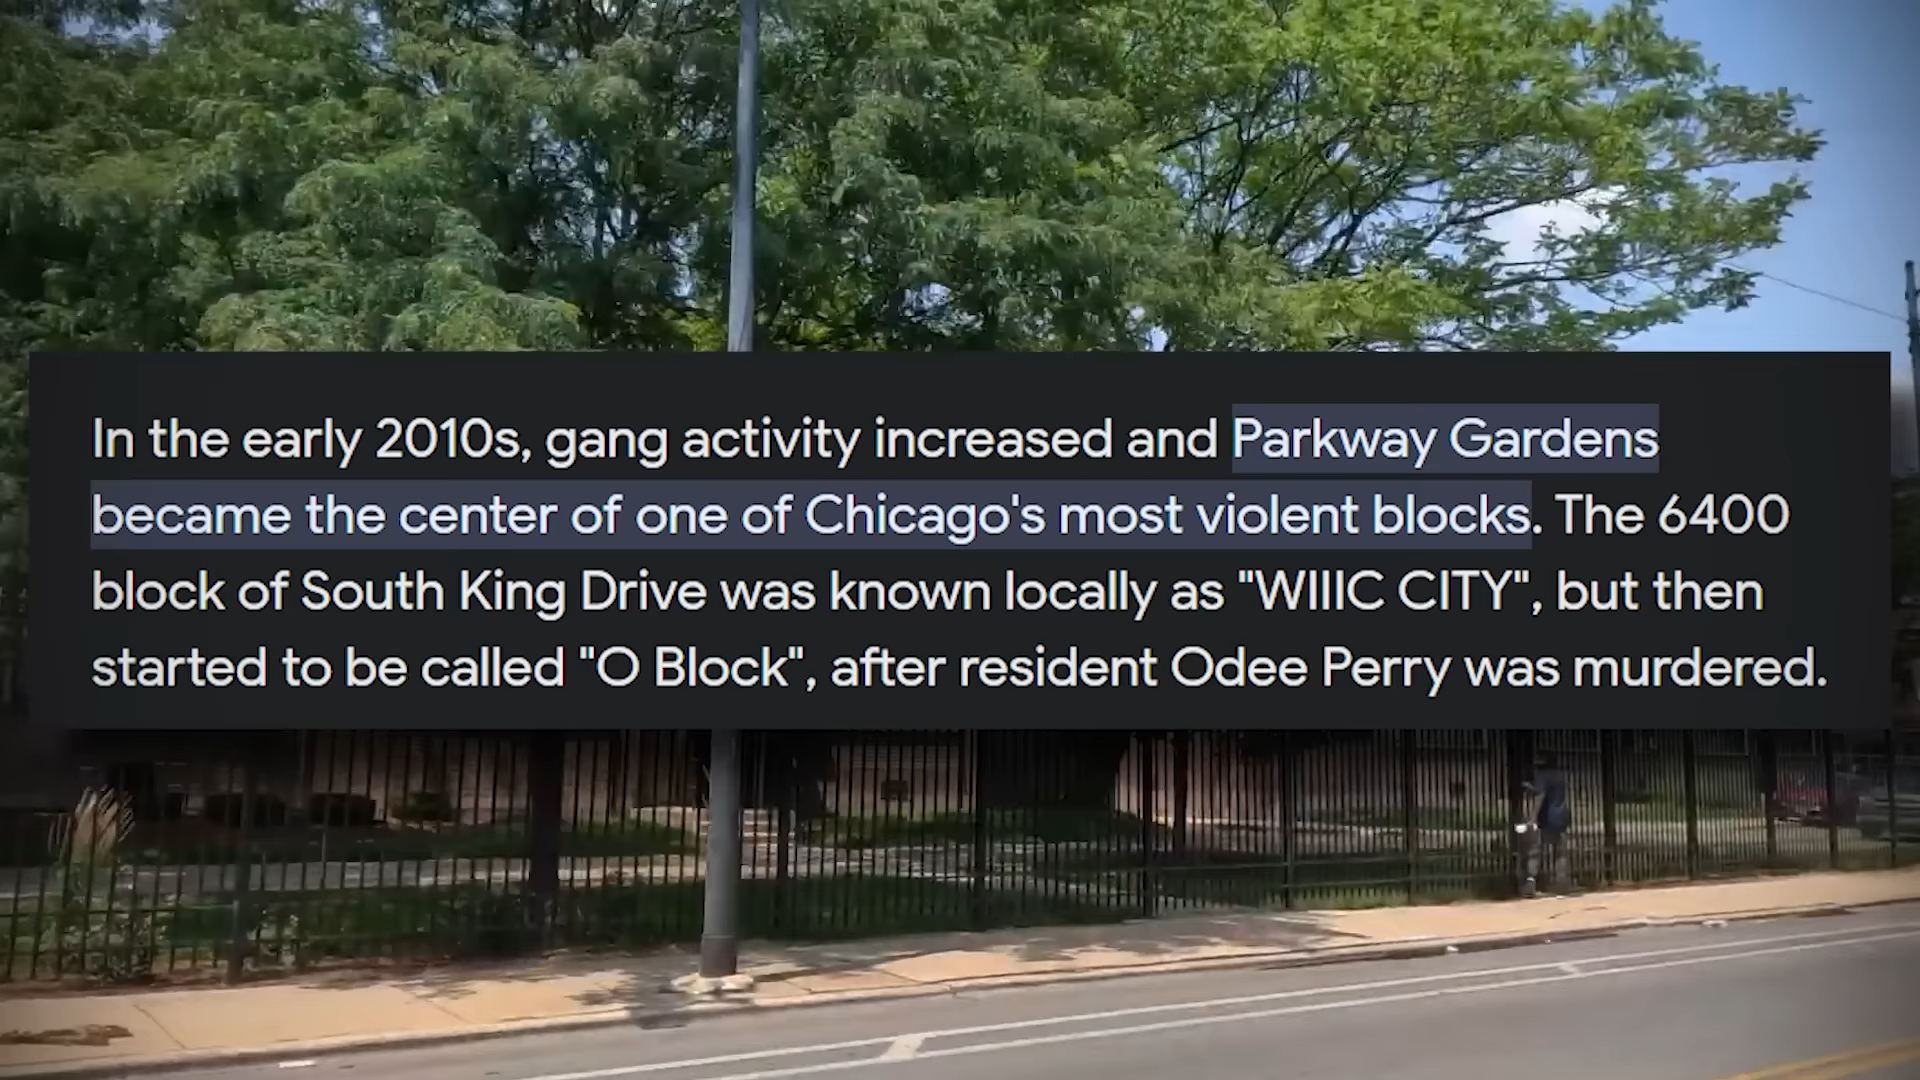 In the early 2010s, gang activity increased and Parkway Gardens
became the center of one of Chicago's most violent blocks. The 6400
block of South King Drive was known locally as "WIIIC CITY", but then
started to be called "O Block", after resident Odee Perry was murdered.